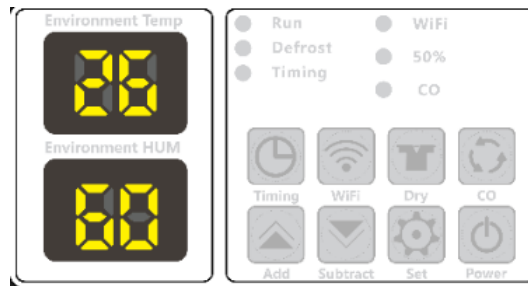 Environment Temp
26
Environment HUM
60
Run
Defrost
Timing
WiFi
50%
CO
Timing
WiFi
Dry
CO
Add
Subtract
Set
Power